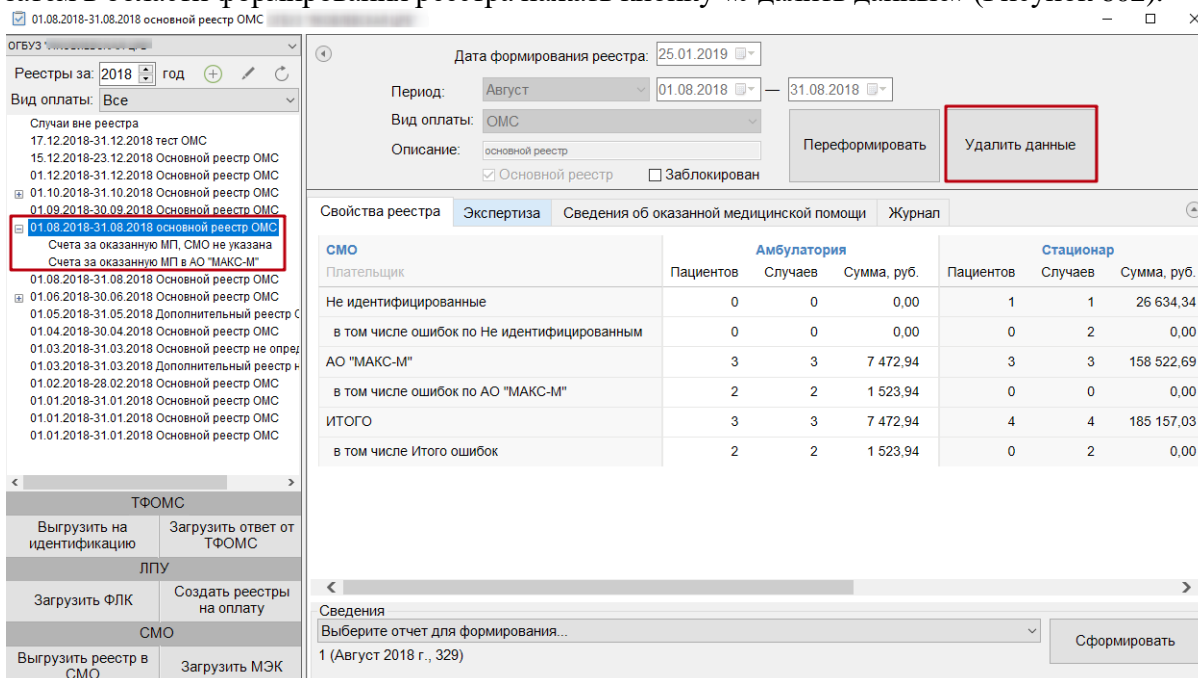 затем в области формирования реестра нажать кнопку «Удалить данные» (Рисунок 882).
01.08.2018-31.08.2018 основной реестр ОМС
ОГБУЗ
Реестры за: 2018 год
Вид оплаты: Все
Случаи вне реестра
17.12.2018-31.12.2018 тест ОМС
15.12.2018-23.12.2018 Основной реестр ОМС
01.12.2018-31.12.2018 Основной реестр ОМС
01.10.2018-31.10.2018 Основной реестр ОМС
01.09.2018-30.09.2018 Основной реестр ОМС
01.08.2018-31.08.2018 основной реестр ОМС
Счета за оказанную МП, СМО не указана
Счета за оказанную МП в АО "МАКС-М"
01.08.2018-31.08.2018 Основной реестр ОМС
01.06.2018-30.06.2018 Основной реестр ОМС
01.05.2018-31.05.2018 Дополнительный реестр
01.04.2018-30.04.2018 Основной реестр ОМС
01.03.2018-31.03.2018 Основной реестр не опред
01.03.2018-31.03.2018 Дополнительный реестр н
01.02.2018-28.02.2018 Основной реестр ОМС
01.01.2018-31.01.2018 Основной реестр ОМС
01.01.2018-31.01.2018 Основной реестр ОМС
01.01.2018-31.01.2018 Основной реестр ОМС
ТФОМС
Выгрузить на идентификацию
Загрузить ответ от ТФОМС
ЛПУ
Загрузить ФЛК
Создать реестры на оплату
СМО
Выгрузить реестр в СМО
Загрузить МЭК
Дата формирования реестра: 25.01.2019
Период: Август 01.08.2018 — 31.08.2018
Вид оплаты: ОМС
Описание: основной реестр
Основной реестр Заблокирован
Переформировать
Удалить данные
Свойства реестра Экспертиза Сведения об оказанной медицинской помощи Журнал
СМО Амбулатория Стационар
Плательщик Пациентов Случаев Сумма, руб. Пациентов Случаев Сумма, руб.
Не идентифицированные 0 0 0,00 1 1 26 634,34
в том числе ошибок по Не идентифицированным 0 0 0,00 0 2 0,00
АО "МАКС-М" 3 3 7 472,94 3 3 158 522,69
в том числе ошибок по АО "МАКС-М" 2 2 1 523,94 0 0 0,00
ИТОГО 3 3 7 472,94 4 4 185 157,03
в том числе Итого ошибок 2 2 1 523,94 0 2 0,00
Сведения
Выберите отчет для формирования...
Сформировать
1 (Август 2018 г., 329)